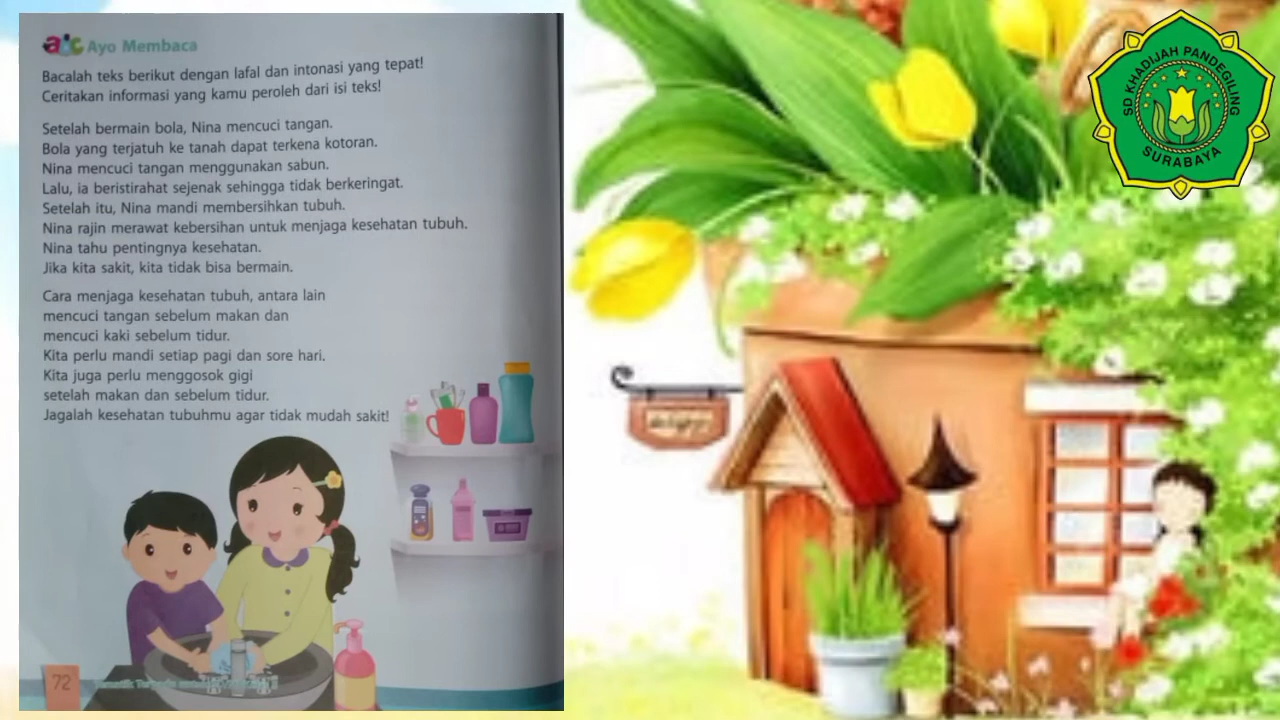 abc Ayo Membaca
Bacalah teks berikut dengan lafal dan intonasi yang tepat!
Ceritakan informasi yang kamu peroleh dari isi teks!
Setelah bermain bola, Nina mencuci tangan.
Bola yang terjatuh ke tanah dapat terkena kotoran.
Nina mencuci tangan menggunakan sabun.
Lalu, ia beristirahat sejenak sehingga tidak berkeringat.
Setelah itu, Nina mandi membersihkan tubuh.
Nina rajin merawat kebersihan untuk menjaga kesehatan tubuh.
Nina tahu pentingnya kesehatan.
Jika kita sakit, kita tidak bisa bermain.
Cara menjaga kesehatan tubuh, antara lain
mencuci tangan sebelum makan dan
mencuci kaki sebelum tidur.
Kita perlu mandi setiap pagi dan sore hari.
Kita juga perlu menggosok gigi
setelah makan dan sebelum tidur.
Jagalah kesehatan tubuhmu agar tidak mudah sakit!
72
SD KHADIJAH PANDEGILING
SURABAYA